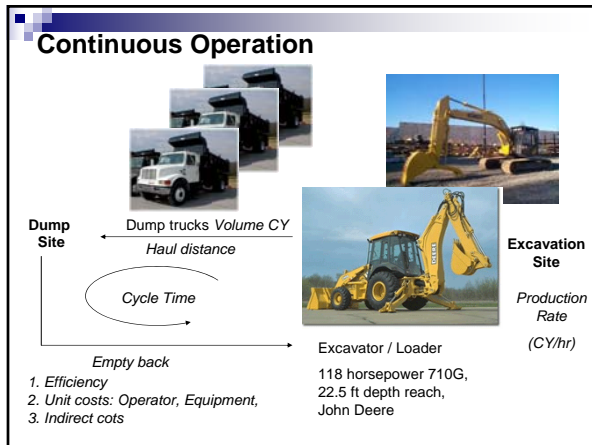 Continuous Operation
Dump
Site
Dump trucks Volume CY
Haul distance
Cycle Time
Empty back
DEERE
Excavation
Site
Production
Rate
(CY/hr)
Excavator / Loader
118 horsepower 710G,
22.5 ft depth reach,
John Deere
1. Efficiency
2. Unit costs: Operator, Equipment,
3. Indirect cots